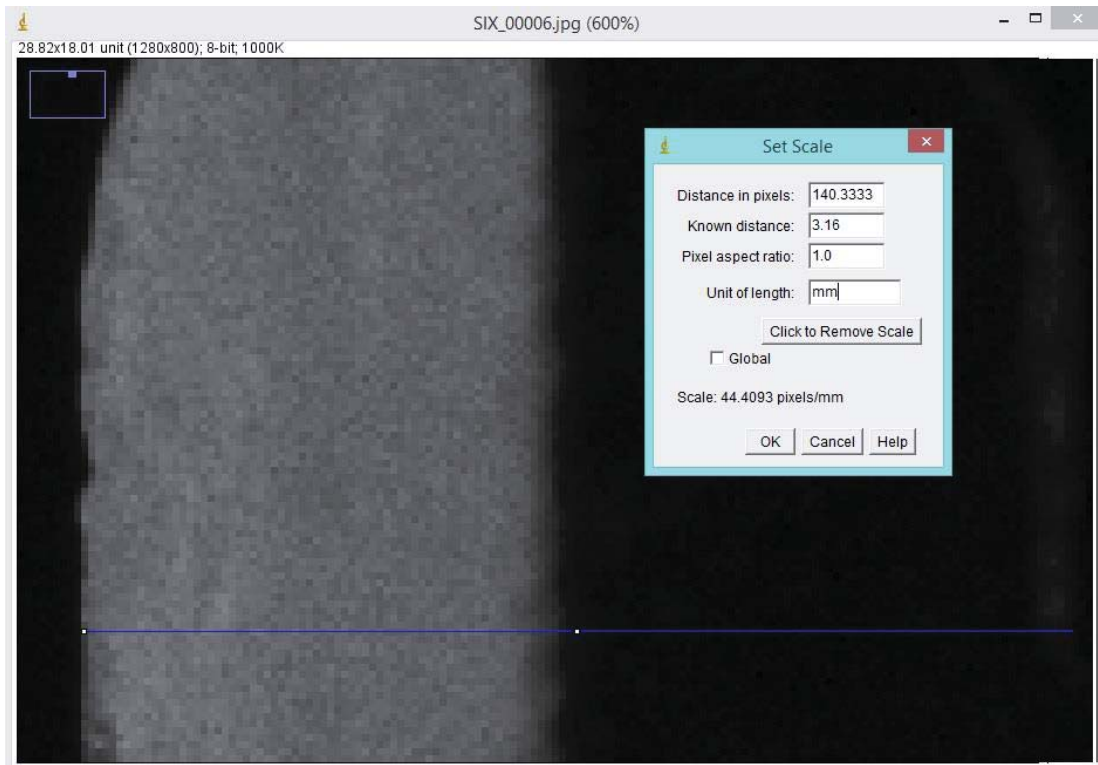 SIX_00006.jpg (600%)
28.82x18.01 unit (1280x800); 8-bit; 1000K
Set Scale
Distance in pixels: 140.3333
Known distance: 3.16
Pixel aspect ratio: 1.0
Unit of length: mm
Click to Remove Scale
Global
Scale: 44.4093 pixels/mm
OK Cancel Help